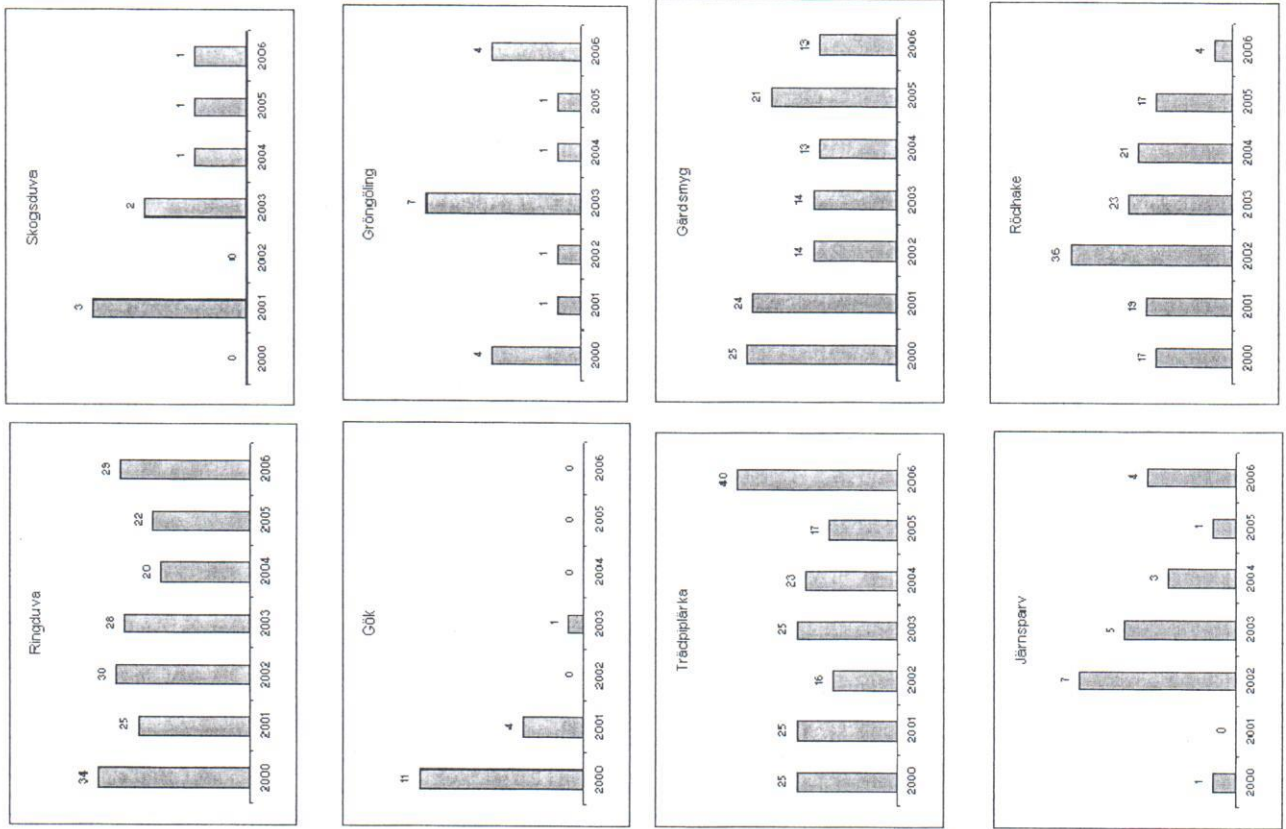 Ringduva
34 25 30 28 20 22 29
2000 2001 2002 2003 2004 2005 2006
Skogsduva
0 3 0 2 1 1 1
2000 2001 2002 2003 2004 2005 2006
Gök
11 4 0 1 0 0 0
2000 2001 2002 2003 2004 2005 2006
Gröngöling
4 1 1 7 1 1 4
2000 2001 2002 2003 2004 2005 2006
Trädpiplärka
25 25 16 25 23 17 40
2000 2001 2002 2003 2004 2005 2006
Gärdsmyg
25 24 14 14 13 21 13
2000 2001 2002 2003 2004 2005 2006
Järnsparv
1 0 7 5 3 1 4
2000 2001 2002 2003 2004 2005 2006
Rödhake
17 19 36 23 21 17 4
2000 2001 2002 2003 2004 2005 2006